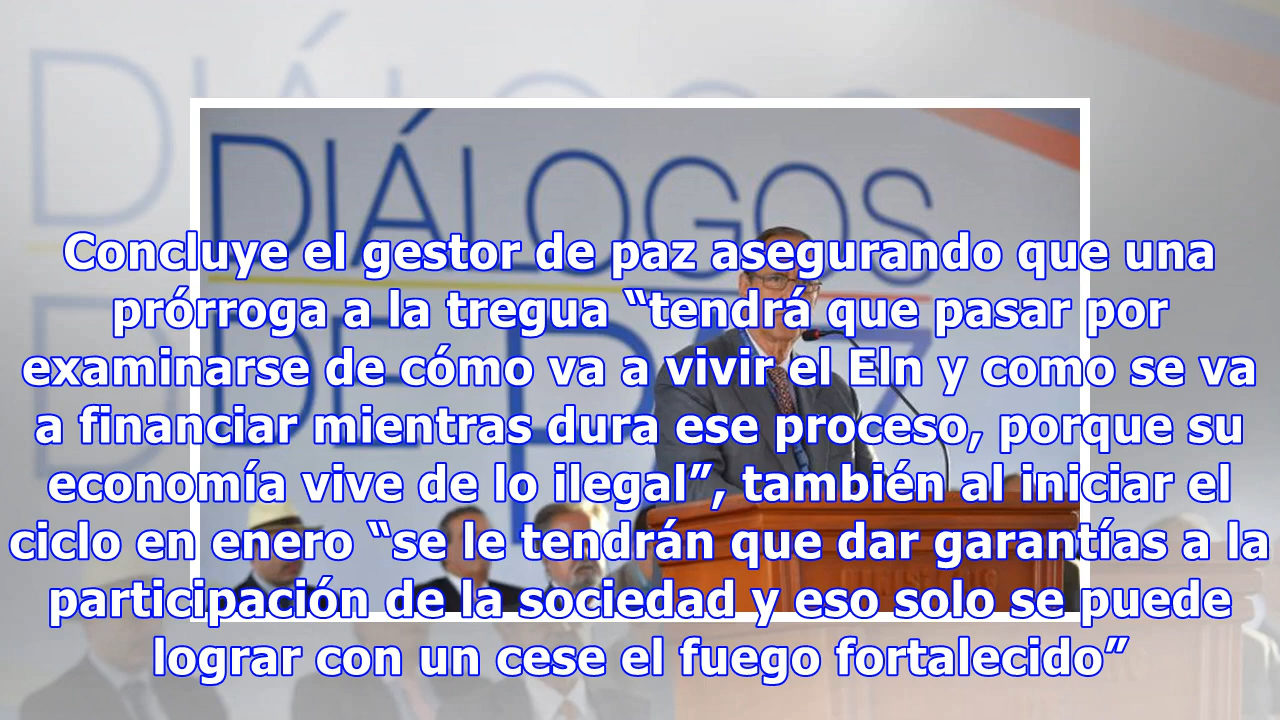 DIÁLOGOS
DE P
Concluye el gestor de paz asegurando que una
prórroga a la tregua “tendrá que pasar por
examinarse de cómo va a vivir el Eln y como se va
a financiar mientras dura ese proceso, porque su
economía vive de lo ilegal”, también al iniciar el
ciclo en enero “se le tendrán que dar garantías a la
participación de la sociedad y eso solo se puede
lograr con un cese el fuego fortalecido”